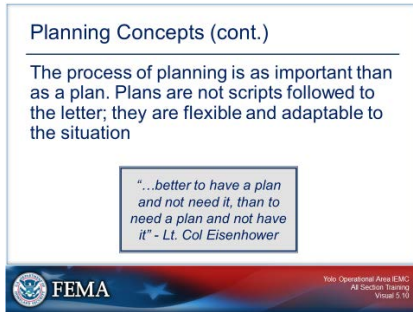 Planning Concepts (cont.)
The process of planning is as important than
as a plan. Plans are not scripts followed to
the letter; they are flexible and adaptable to
the situation
“…better to have a plan
and not need it, than to
need a plan and not have
it” - Lt. Col Eisenhower
FEMA
Yolo Operational Area IEMC
All Section Training
Visual 5.10